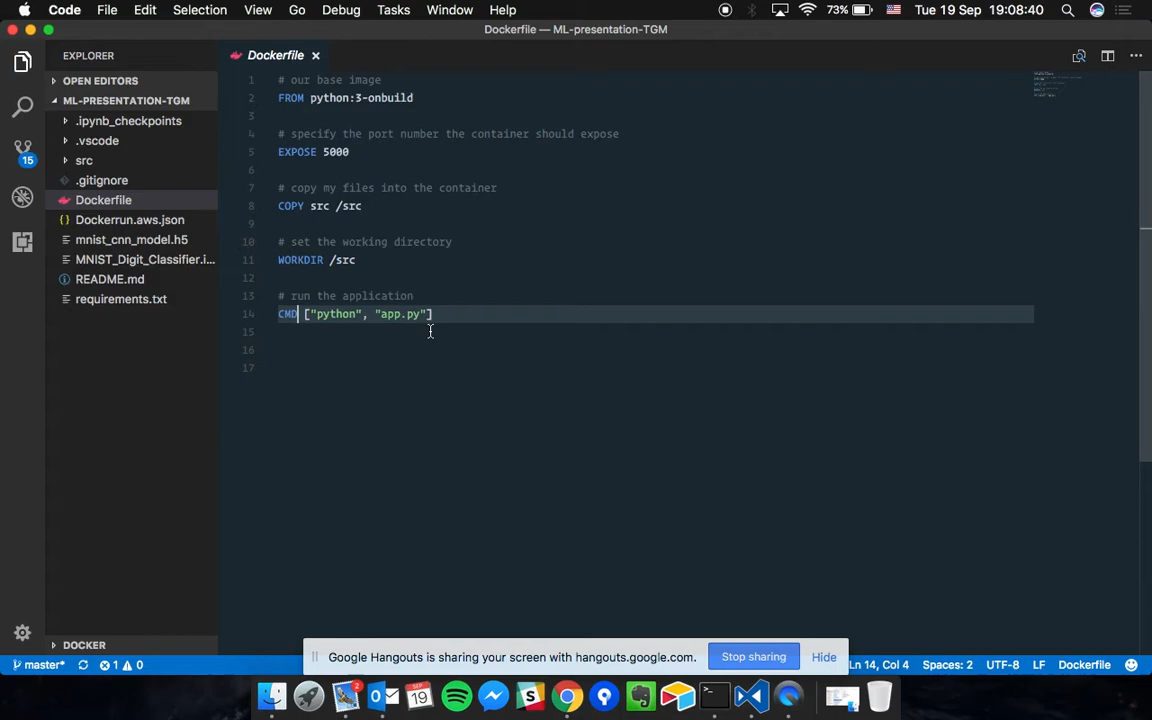 Code File Edit Selection View Go Debug Tasks Window Help 73% Tue 19 Sep 19:08:40
Dockerfile — ML-presentation-TGM
EXPLORER
OPEN EDITORS
ML-PRESENTATION-TGM
.ipynb_checkpoints
.vscode
src
.gitignore
Dockerfile
Dockerrun.aws.json
mnist_cnn_model.h5
MNIST_Digit_Classifier.i...
README.md
requirements.txt
DOCKER
15
Dockerfile
1 # our base image
2 FROM python:3-onbuild
3
4 # specify the port number the container should expose
5 EXPOSE 5000
6
7 # copy my files into the container
8 COPY src /src
9
10 # set the working directory
11 WORKDIR /src
12
13 # run the application
14 CMD ["python", "app.py"]
15
16
17
Google Hangouts is sharing your screen with hangouts.google.com. Stop sharing Hide
master* 1 0 Ln 14, Col 4 Spaces: 2 UTF-8 LF Dockerfile
2
SEP
19